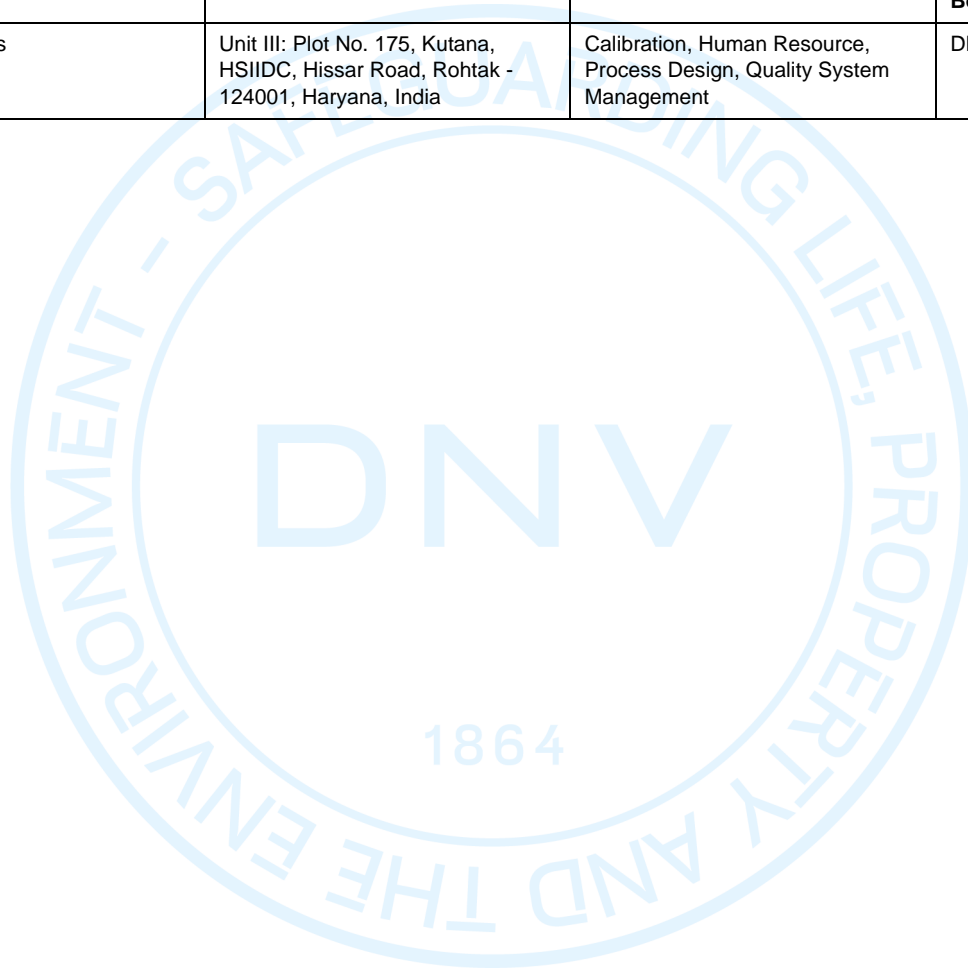 s
Unit III: Plot No. 175, Kutana,
HSIIDC, Hissar Road, Rohtak -
124001, Haryana, India
Calibration, Human Resource,
Process Design, Quality System
Management
SAFEGUARDING LIFE, PROPERTY AND THE ENVIRONMENT -
DNV
1864